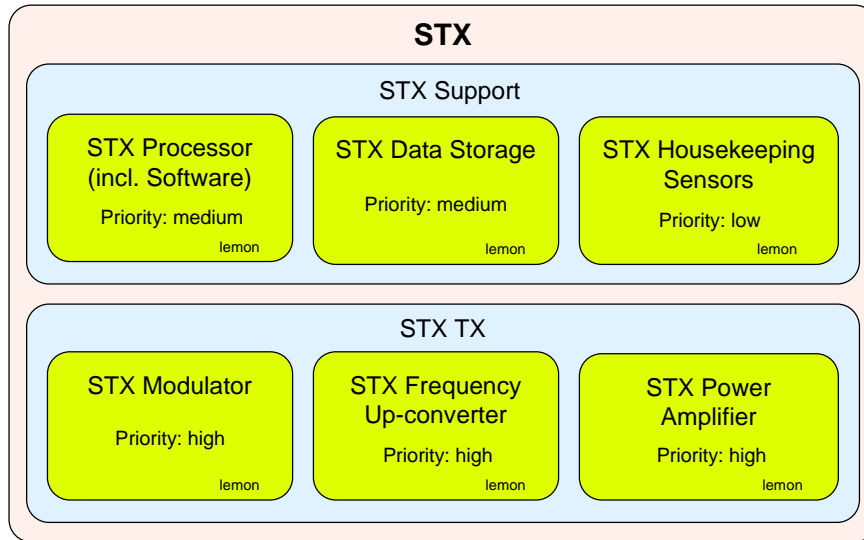 STX
STX Support
STX Processor
(incl. Software)
Priority: medium
lemon
STX Data Storage
Priority: medium
lemon
STX Housekeeping
Sensors
Priority: low
lemon
STX TX
STX Modulator
Priority: high
lemon
STX Frequency
Up-converter
Priority: high
lemon
STX Power
Amplifier
Priority: high
lemon